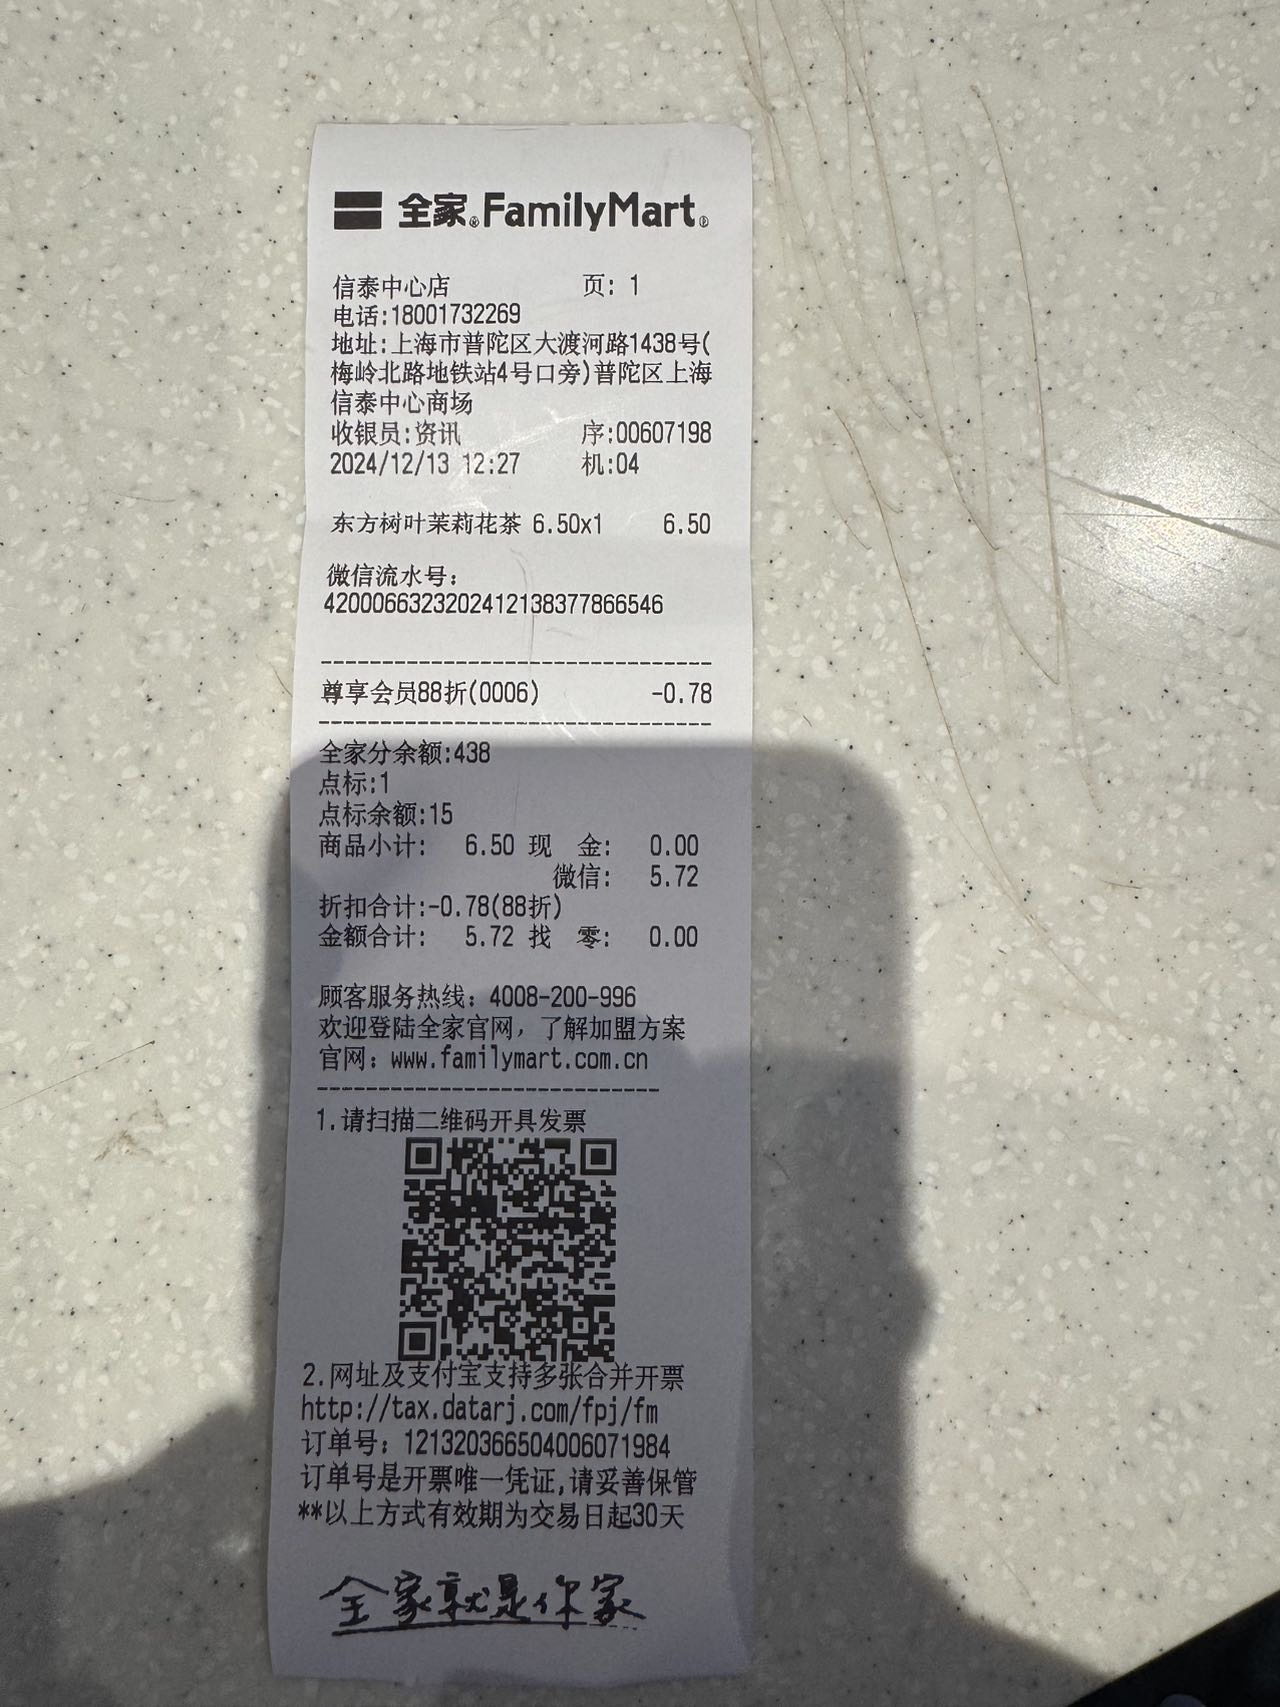 全家®FamilyMart®
信泰中心店 页: 1
电话:18001732269
地址:上海市普陀区大渡河路1438号(
梅岭北路地铁站4号口旁)普陀区上海
信泰中心商场
收银员:资讯 序:00607198
2024/12/13 12:27 机:04
东方树叶茉莉花茶 6.50x1 6.50
微信流水号:
4200066323202412138377866546
--------------------------------
尊享会员88折(0006) -0.78
--------------------------------
全家分余额:438
点标:1
点标余额:15
商品小计: 6.50 现 金: 0.00
微信: 5.72
折扣合计:-0.78(88折)
金额合计: 5.72 找 零: 0.00
顾客服务热线: 4008-200-996
欢迎登陆全家官网，了解加盟方案
官网: www.familymart.com.cn
----------------------------
1.请扫描二维码开具发票
2.网址及支付宝支持多张合并开票
http://tax.datarj.com/fpj/fm
订单号: 121320366504006071984
订单号是开票唯一凭证,请妥善保管
**以上方式有效期为交易日起30天
全家就是你家